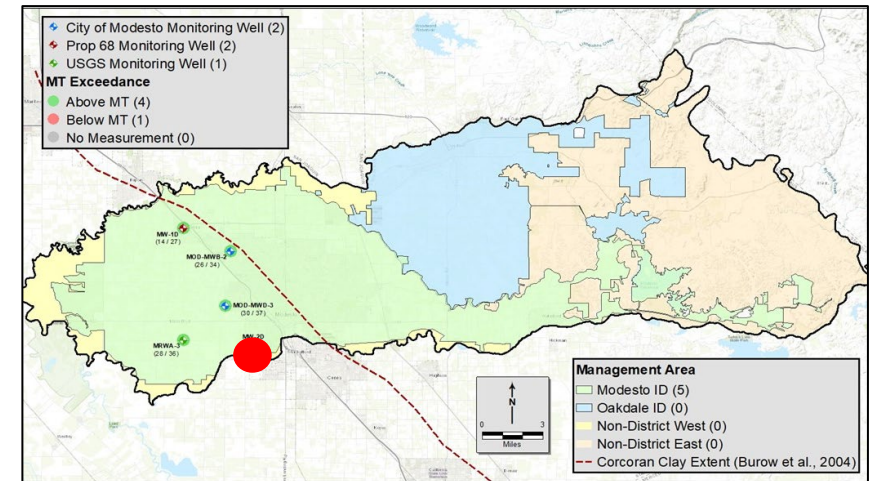 City of Modesto Monitoring Well (2)
Prop 68 Monitoring Well (2)
USGS Monitoring Well (1)
MT Exceedance
Above MT (4)
Below MT (1)
No Measurement (0)
MW-1D
(14 / 27)
MOD-MWB-2
(26 / 34)
MOD-MWD-3
(30 / 37)
MRWA-3
(28 / 36)
MW-2D
N
0 3
Miles
Management Area
Modesto ID (5)
Oakdale ID (0)
Non-District West (0)
Non-District East (0)
Corcoran Clay Extent (Burow et al., 2004)